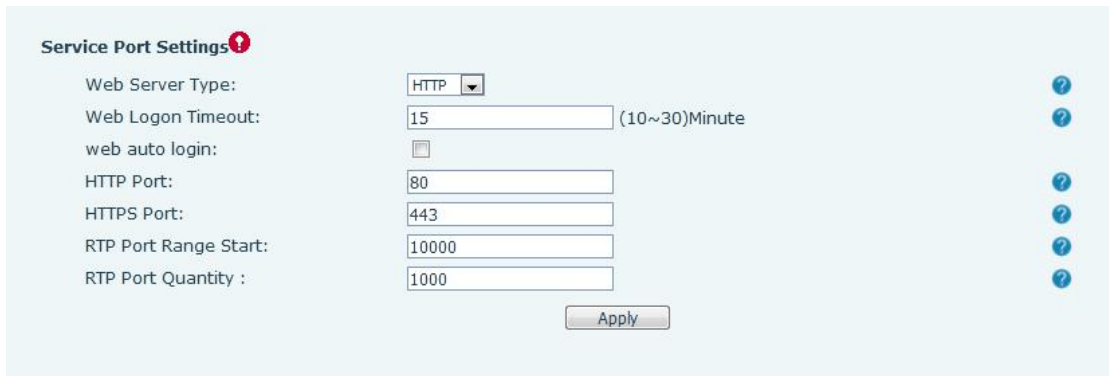 Service Port Settings
Web Server Type: HTTP
Web Logon Timeout: 15 (10~30)Minute
web auto login:
HTTP Port: 80
HTTPS Port: 443
RTP Port Range Start: 10000
RTP Port Quantity : 1000
Apply